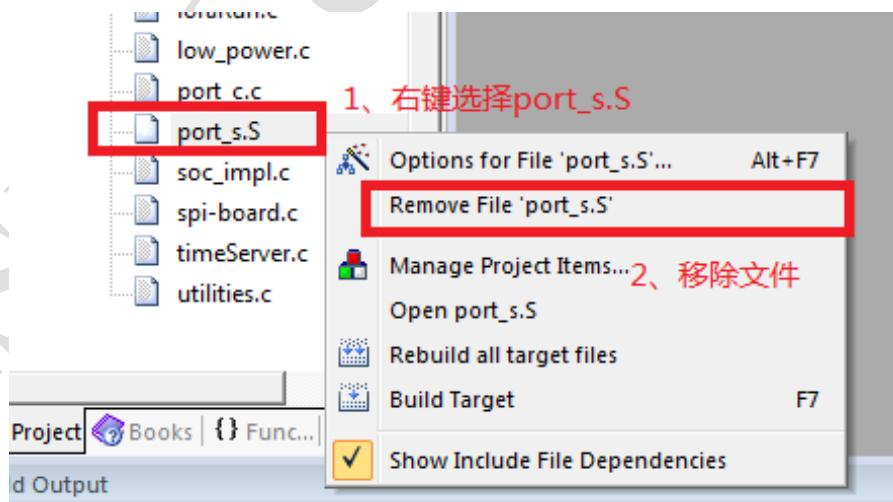 low_power.c
port_c.c
1、右键选择port_s.S
port_s.S
Options for File 'port_s.S'... Alt+F7
soc_impl.c
Remove File 'port_s.S'
spi-board.c
timeServer.c
Manage Project Items...
2、移除文件
utilities.c
Open port_s.S
Rebuild all target files
Build Target F7
Project Books {} Func...
Show Include File Dependencies
d Output